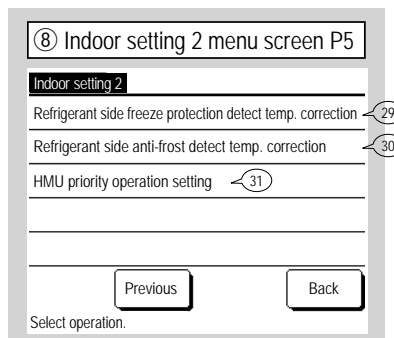 ⑧ Indoor setting 2 menu screen P5
Indoor setting 2
Refrigerant side freeze protection detect temp. correction 29
Refrigerant side anti-frost detect temp. correction 30
HMU priority operation setting 31
Previous Back
Select operation.